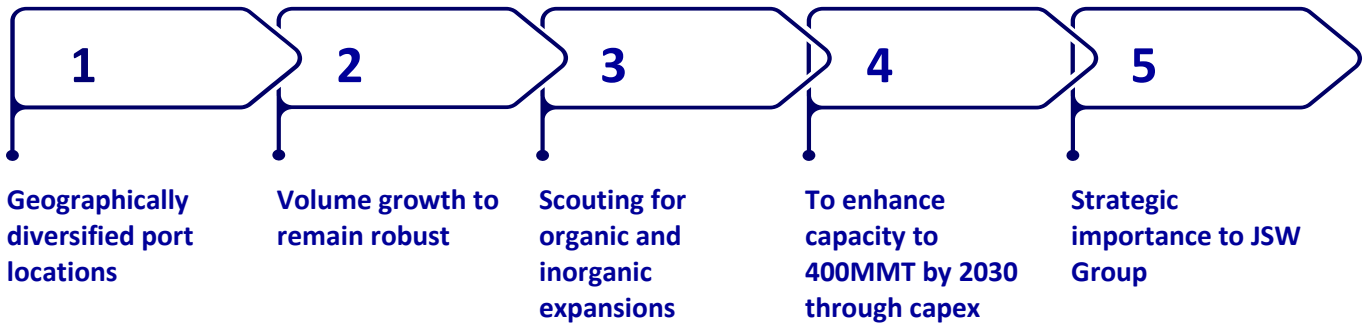 1
Geographically
diversified port
locations
2
Volume growth to
remain robust
3
Scouting for
organic and
inorganic
expansions
4
To enhance
capacity to
400MMT by 2030
through capex
5
Strategic
importance to JSW
Group